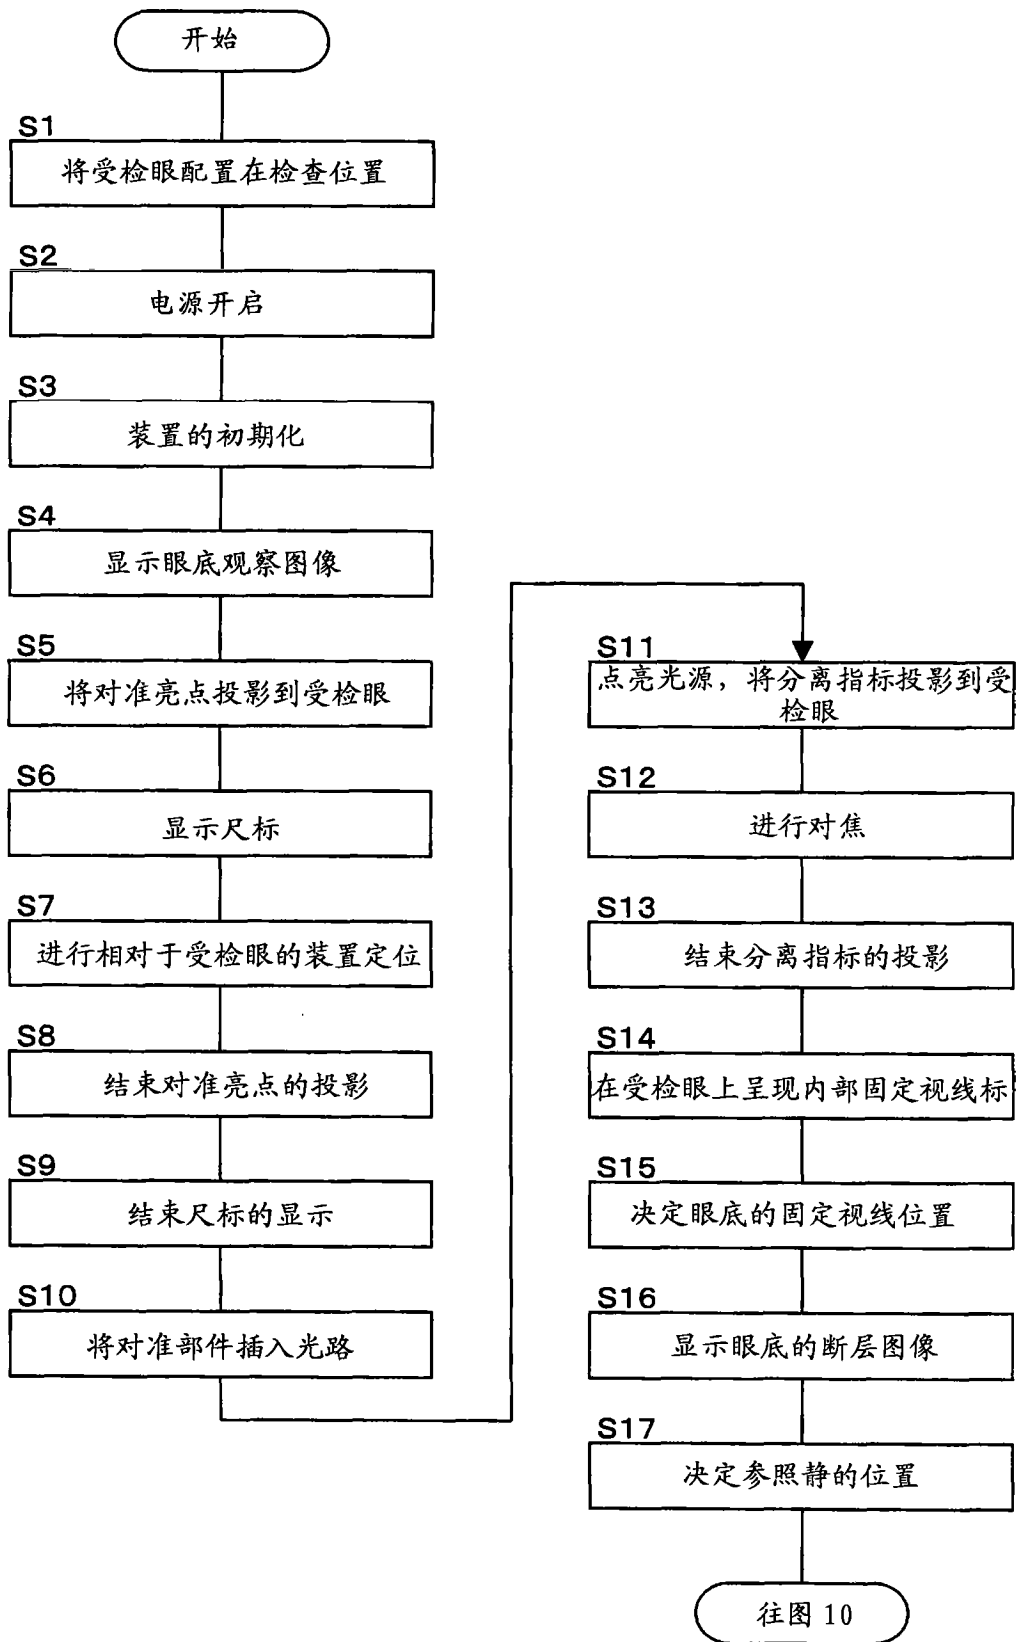 开始
S1
将受检眼配置在检查位置
S2
电源开启
S3
装置的初期化
S4
显示眼底观察图像
S5
将对准亮点投影到受检眼
S6
显示尺标
S7
进行相对于受检眼的装置定位
S8
结束对准亮点的投影
S9
结束尺标的显示
S10
将对准部件插入光路
S11
点亮光源，将分离指标投影到受
检眼
S12
进行对焦
S13
结束分离指标的投影
S14
在受检眼上呈现内部固定视线标
S15
决定眼底的固定视线位置
S16
显示眼底的断层图像
S17
决定参照静的位置
往图 10